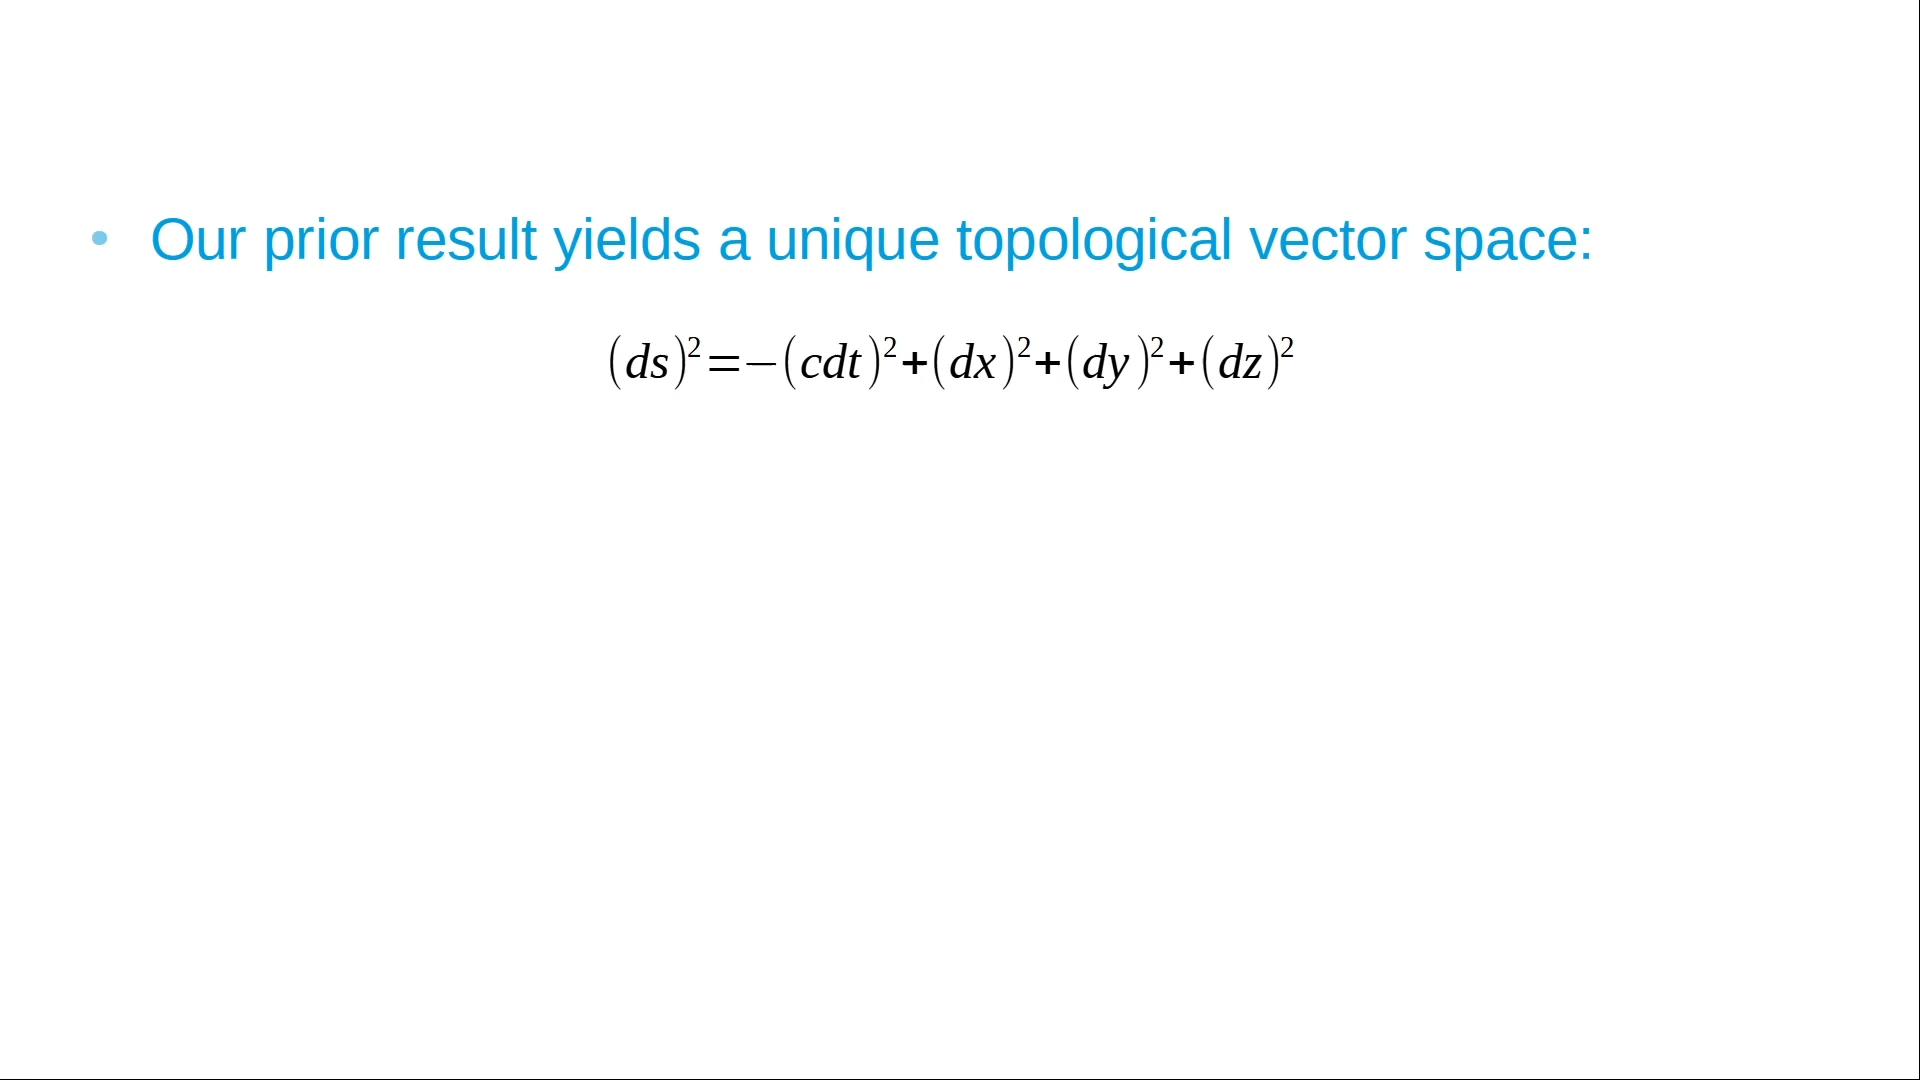 • Our prior result yields a unique topological vector space:
(ds)²=−(cdt)²+(dx)²+(dy)²+(dz)²